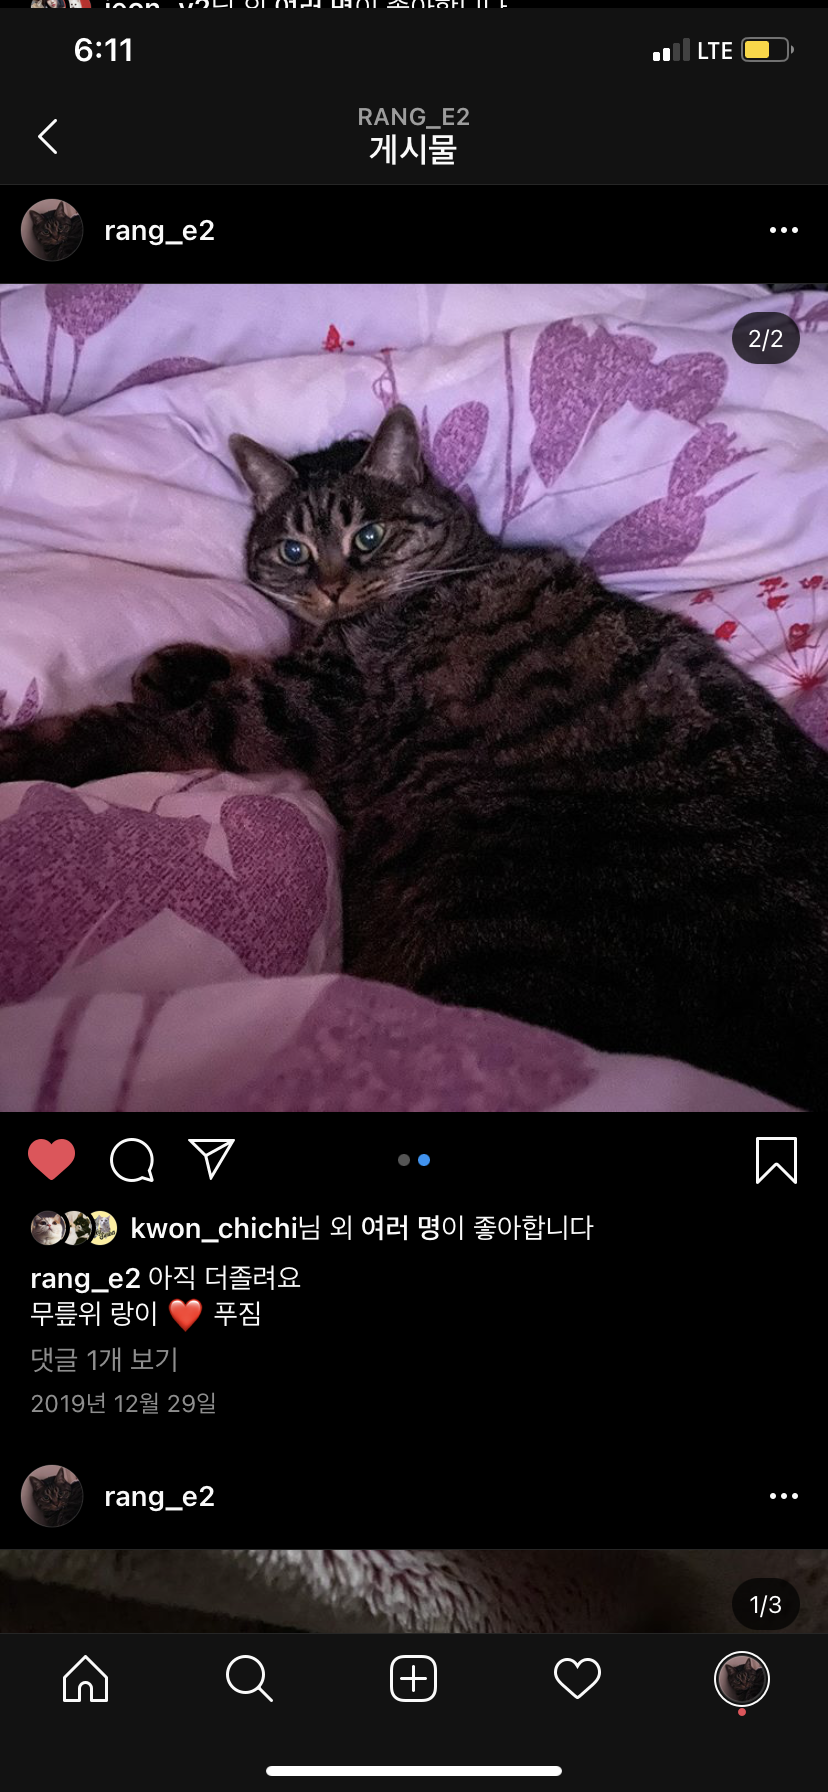 6:11
LTE
RANG_E2
게시물
rang_e2
2/2
kwon_chichi님 외 여러 명이 좋아합니다
rang_e2 아직 더졸려요
무릎위 랑이 ❤️ 푸짐
댓글 1개 보기
2019년 12월 29일
rang_e2
1/3